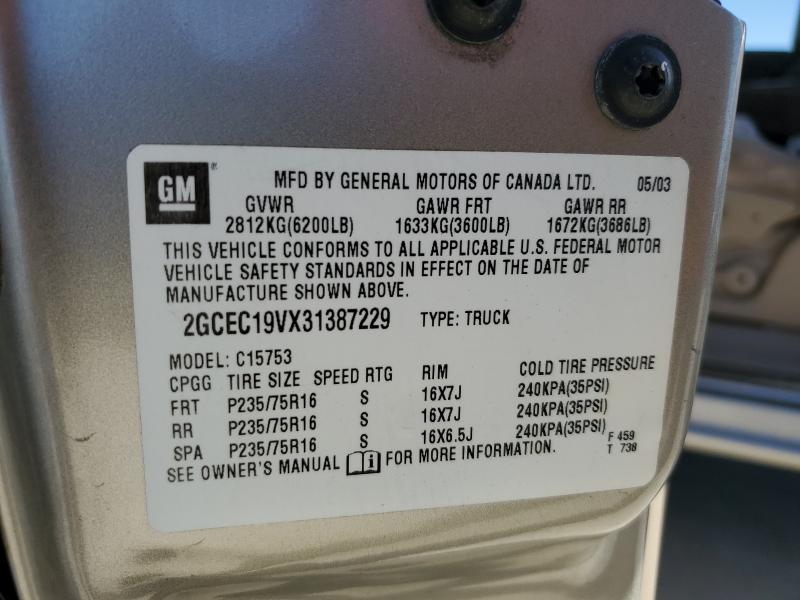 GM ® MFD BY GENERAL MOTORS OF CANADA LTD. 05/03
GVWR GAWR FRT GAWR RR
2812KG(6200LB) 1633KG(3600LB) 1672KG(3686LB)
THIS VEHICLE CONFORMS TO ALL APPLICABLE U.S. FEDERAL MOTOR
VEHICLE SAFETY STANDARDS IN EFFECT ON THE DATE OF
MANUFACTURE SHOWN ABOVE.
2GCEC19VX31387229 TYPE: TRUCK
MODEL: C15753
CPGG TIRE SIZE SPEED RTG RIM COLD TIRE PRESSURE
FRT P235/75R16 S 16X7J 240KPA(35PSI)
RR P235/75R16 S 16X7J 240KPA(35PSI)
SPA P235/75R16 S 16X6.5J 240KPA(35PSI) F 459
SEE OWNER'S MANUAL i FOR MORE INFORMATION. T 738